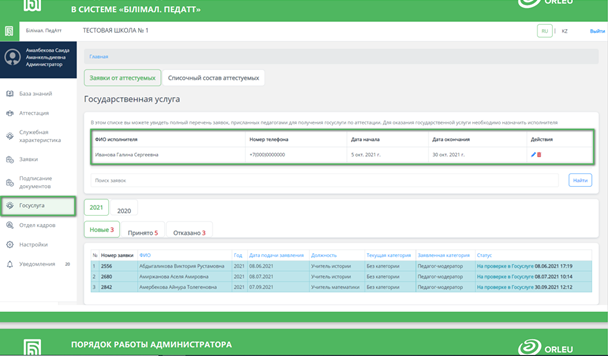 В СИСТЕМЕ «БІЛІМАЛ. ПЕДАТТ»
ORLEU
Білімал. ПедАтт
ТЕСТОВАЯ ШКОЛА № 1
RU | KZ Выйти
Амалбекова Саида
Аманкольдиевна
Администратор
Главная
База знаний
Аттестация
Служебная
характеристика
Заявки
Подписание
документов
Госуслуга
Отдел кадров
Настройки
Уведомления 20
Заявки от аттестуемых Списочный состав аттестуемых
Государственная услуга
В этом списке вы можете увидеть полный перечень заявок, присланных педагогами для получения госуслуги по аттестации. Для оказания государственной услуги необходимо назначить исполнителя
ФИО исполнителя Номер телефона Дата начала Дата окончания Действия
Иванова Галина Сергеевна +7(000)0000000 5 окт. 2021 г. 30 окт. 2021 г.
Поиск заявок Найти
2021 2020
Новые 3 Принято 5 Отказано 3
№ Номер заявки ФИО Год Дата подачи заявления Должность Текущая категория Заявленная категория Статус
1 2556 Абдыгалимова Виктория Рустамовна 2021 08.06.2021 Учитель истории Без категории Педагог-модератор На проверке в Госуслуге 08.06.2021 17:19
2 2680 Амиржанова Аселя Амировна 2021 08.07.2021 Учитель истории Без категории Педагог-модератор На проверке в Госуслуге 08.07.2021 10:14
3 2842 Амирбекова Айнура Толегеновна 2021 07.09.2021 Учитель математики Без категории Педагог-модератор На проверке в Госуслуге 30.09.2021 12:12
ПОРЯДОК РАБОТЫ АДМИНИСТРАТОРА
ORLEU